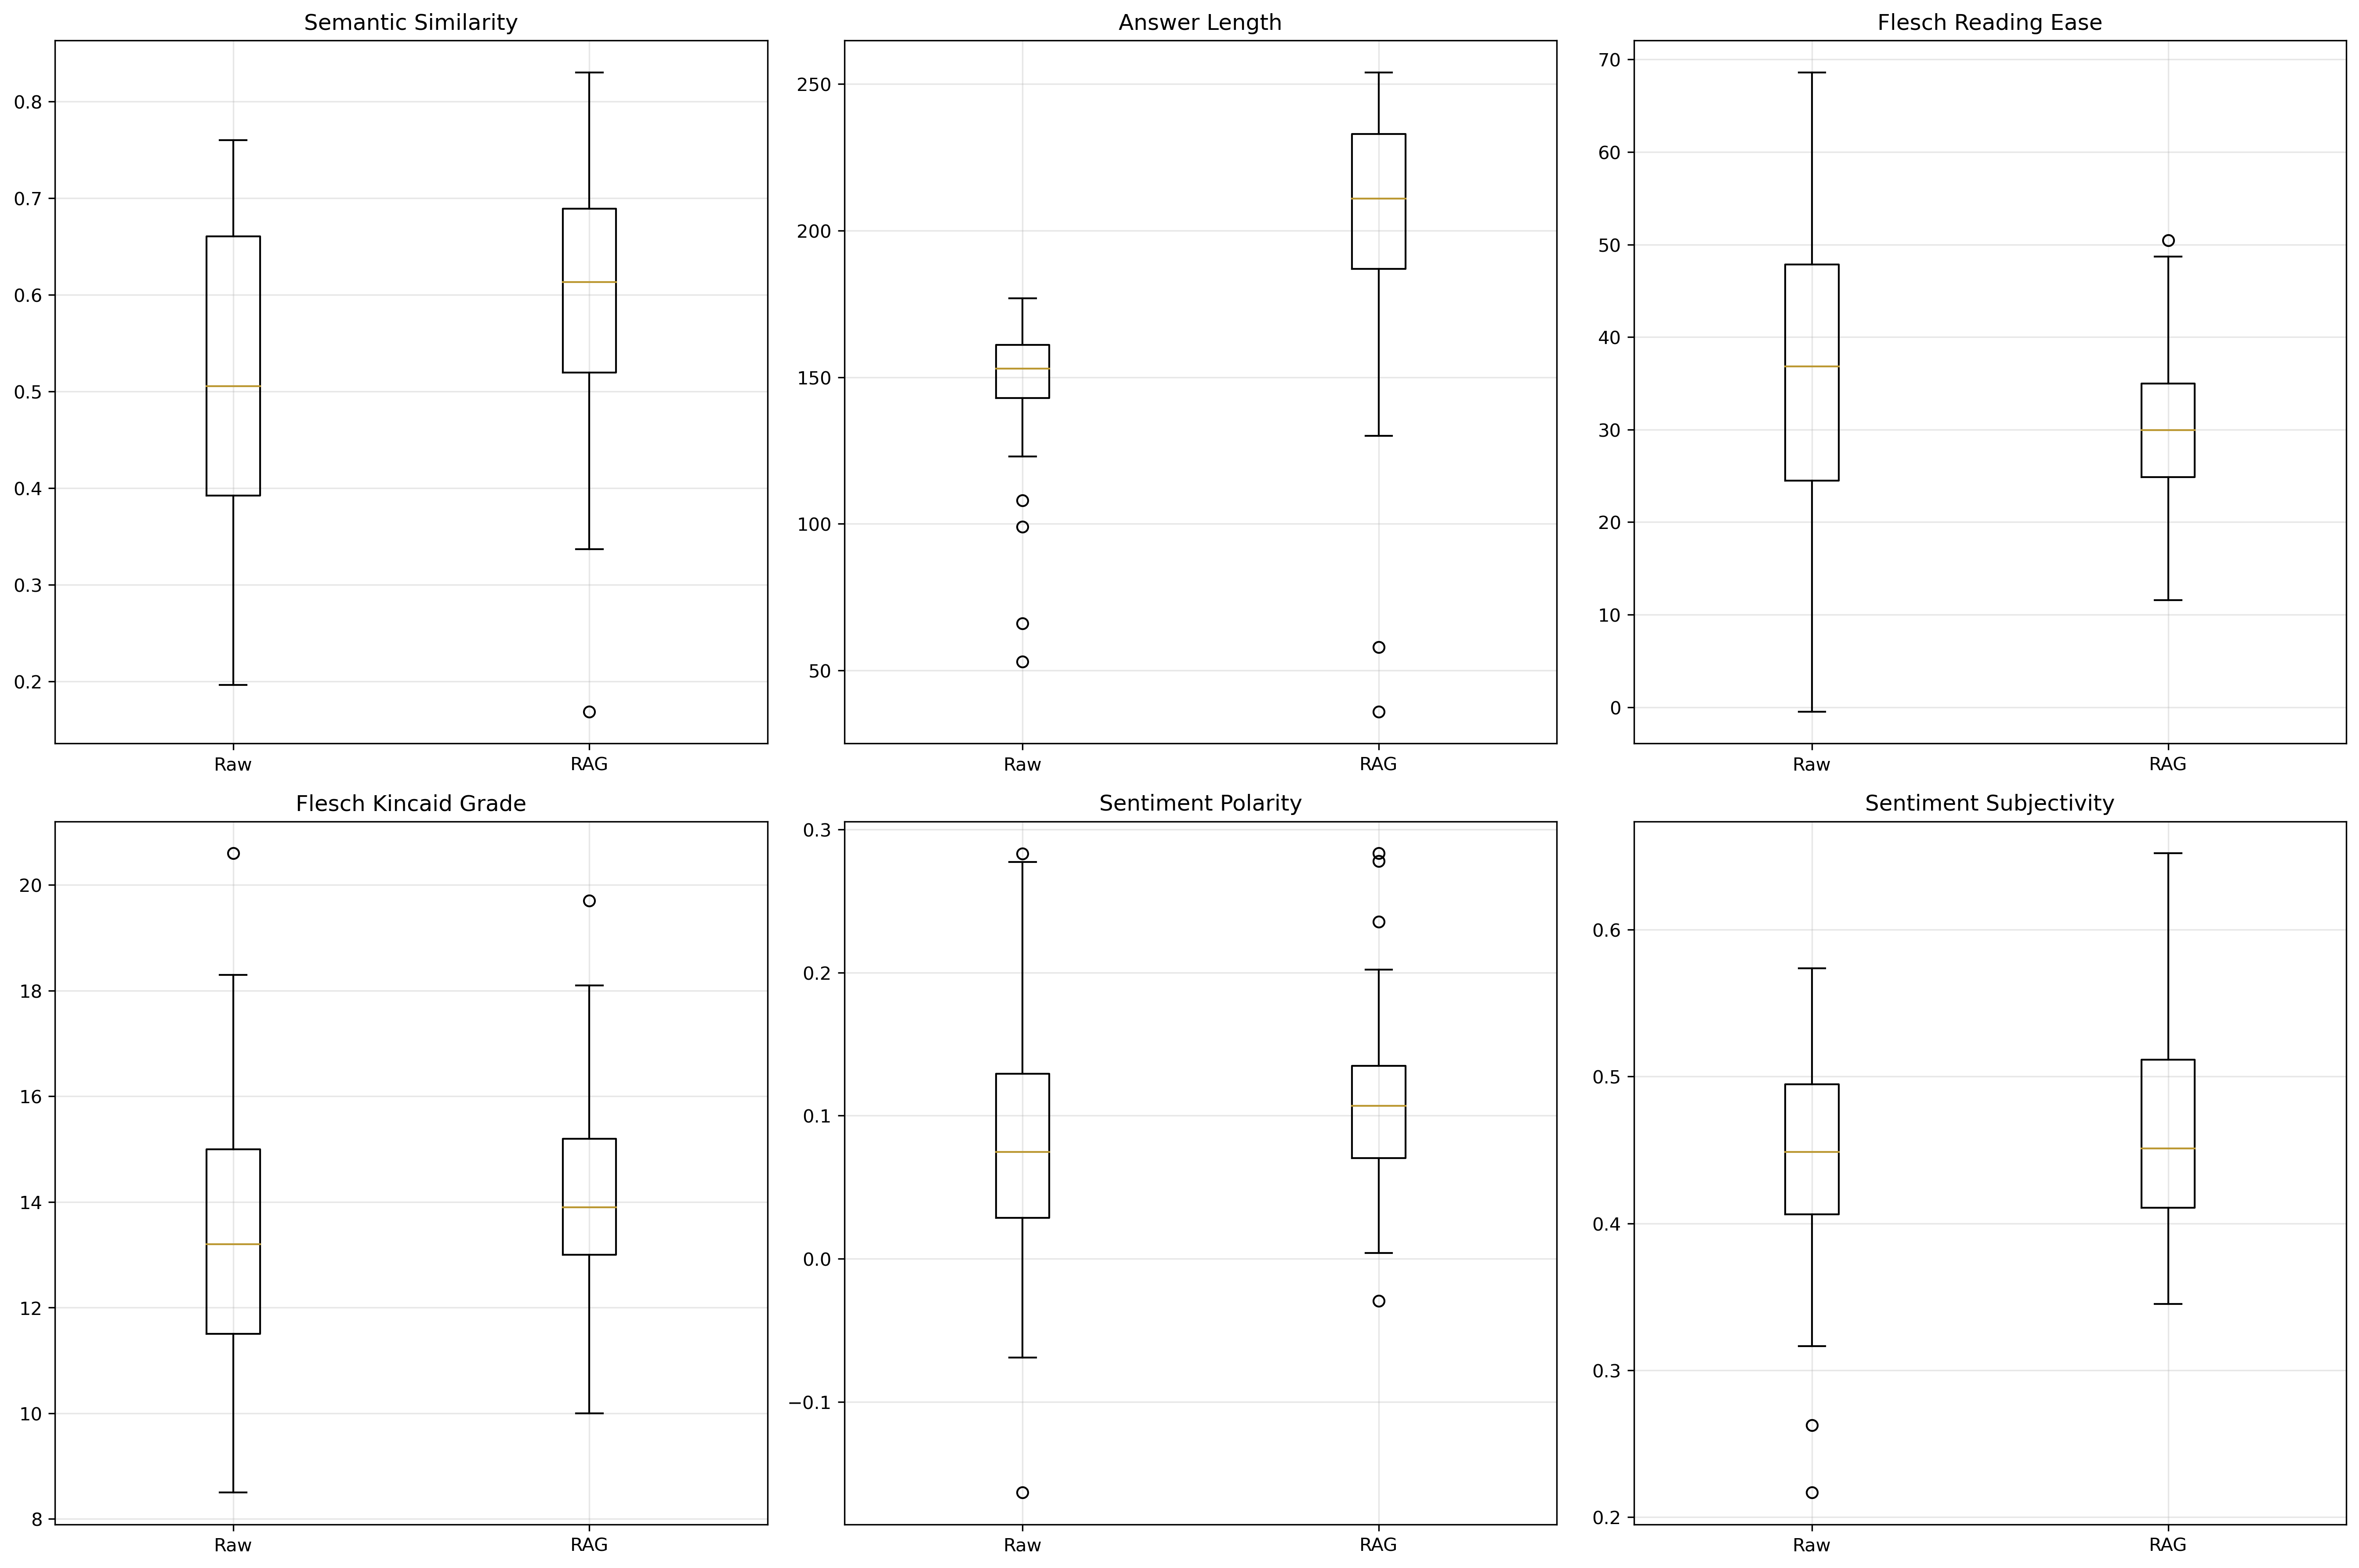 Semantic Similarity
0.8
0.7
0.6
0.5
0.4
0.3
0.2
Raw
RAG
Answer Length
250
200
150
100
50
Raw
RAG
Flesch Reading Ease
70
60
50
40
30
20
10
0
Raw
RAG
Flesch Kincaid Grade
20
18
16
14
12
10
8
Raw
RAG
Sentiment Polarity
0.3
0.2
0.1
0.0
−0.1
Raw
RAG
Sentiment Subjectivity
0.6
0.5
0.4
0.3
0.2
Raw
RAG